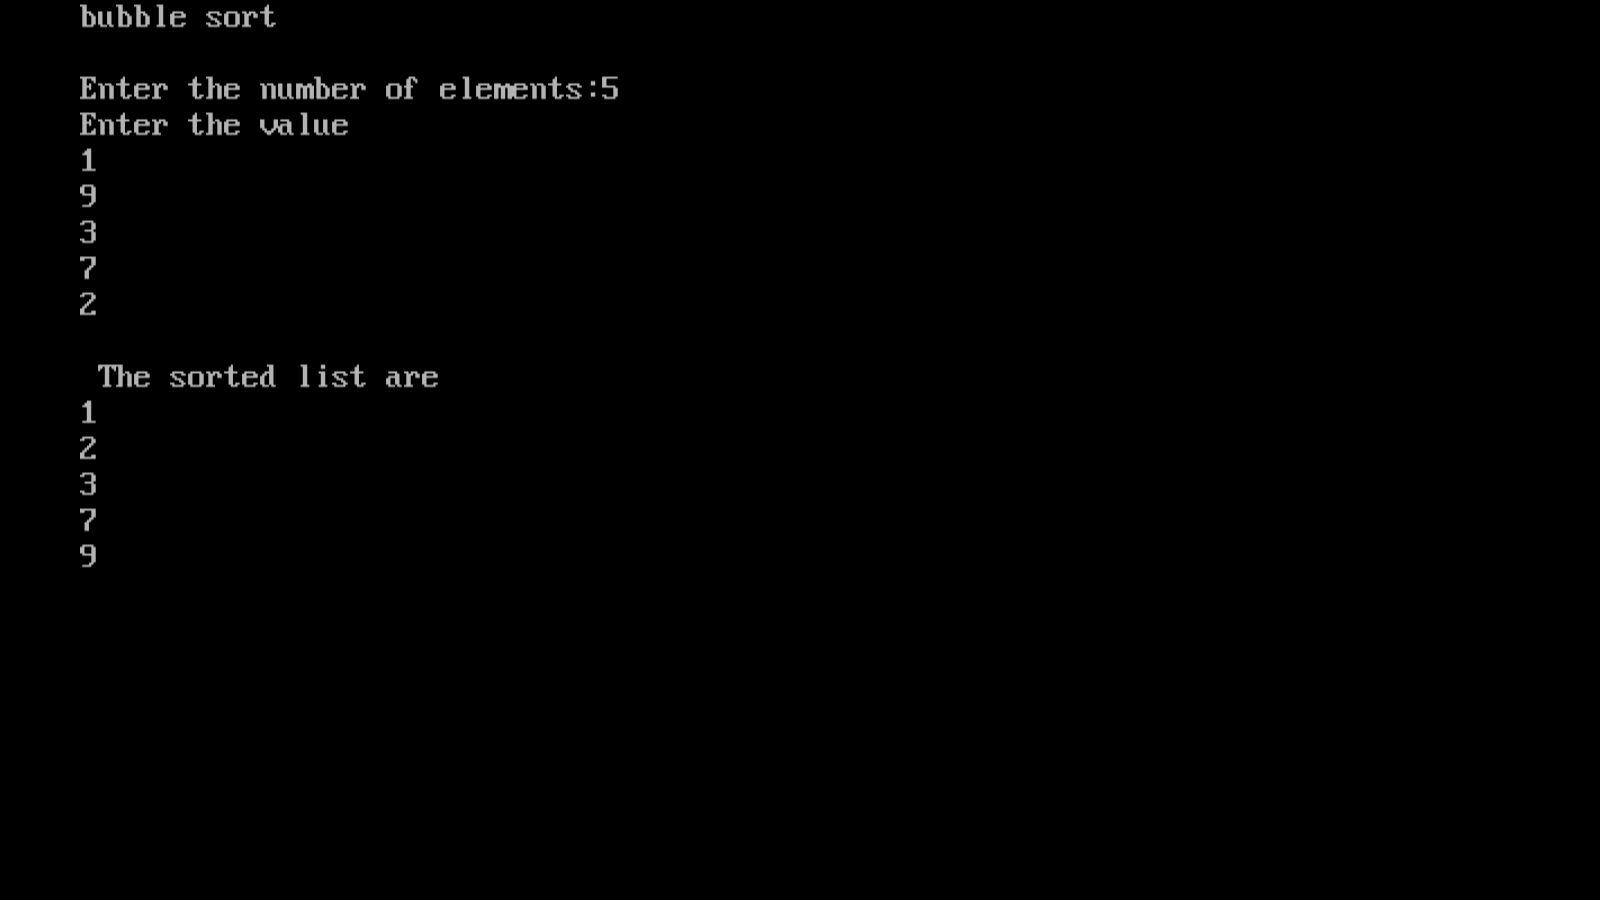 bubble sort
Enter the number of elements:5
Enter the value
1
9
3
7
2
The sorted list are
1
2
3
7
9